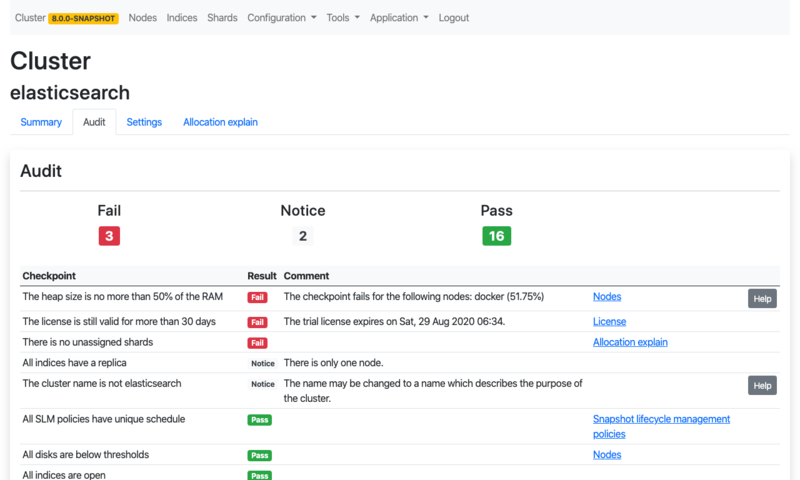 Cluster 8.0.0-SNAPSHOT Nodes Indices Shards Configuration Tools Application Logout
Cluster
elasticsearch
Summary Audit Settings Allocation explain
Audit
Fail Notice Pass
3 2 16
Checkpoint Result Comment
The heap size is no more than 50% of the RAM Fail The checkpoint fails for the following nodes: docker (51.75%) Nodes Help
The license is still valid for more than 30 days Fail The trial license expires on Sat, 29 Aug 2020 06:34. License
There is no unassigned shards Fail Allocation explain
All indices have a replica Notice There is only one node.
The cluster name is not elasticsearch Notice The name may be changed to a name which describes the purpose of Help
the cluster.
All SLM policies have unique schedule Pass Snapshot lifecycle management
policies
All disks are below thresholds Pass Nodes
All indices are open Pass